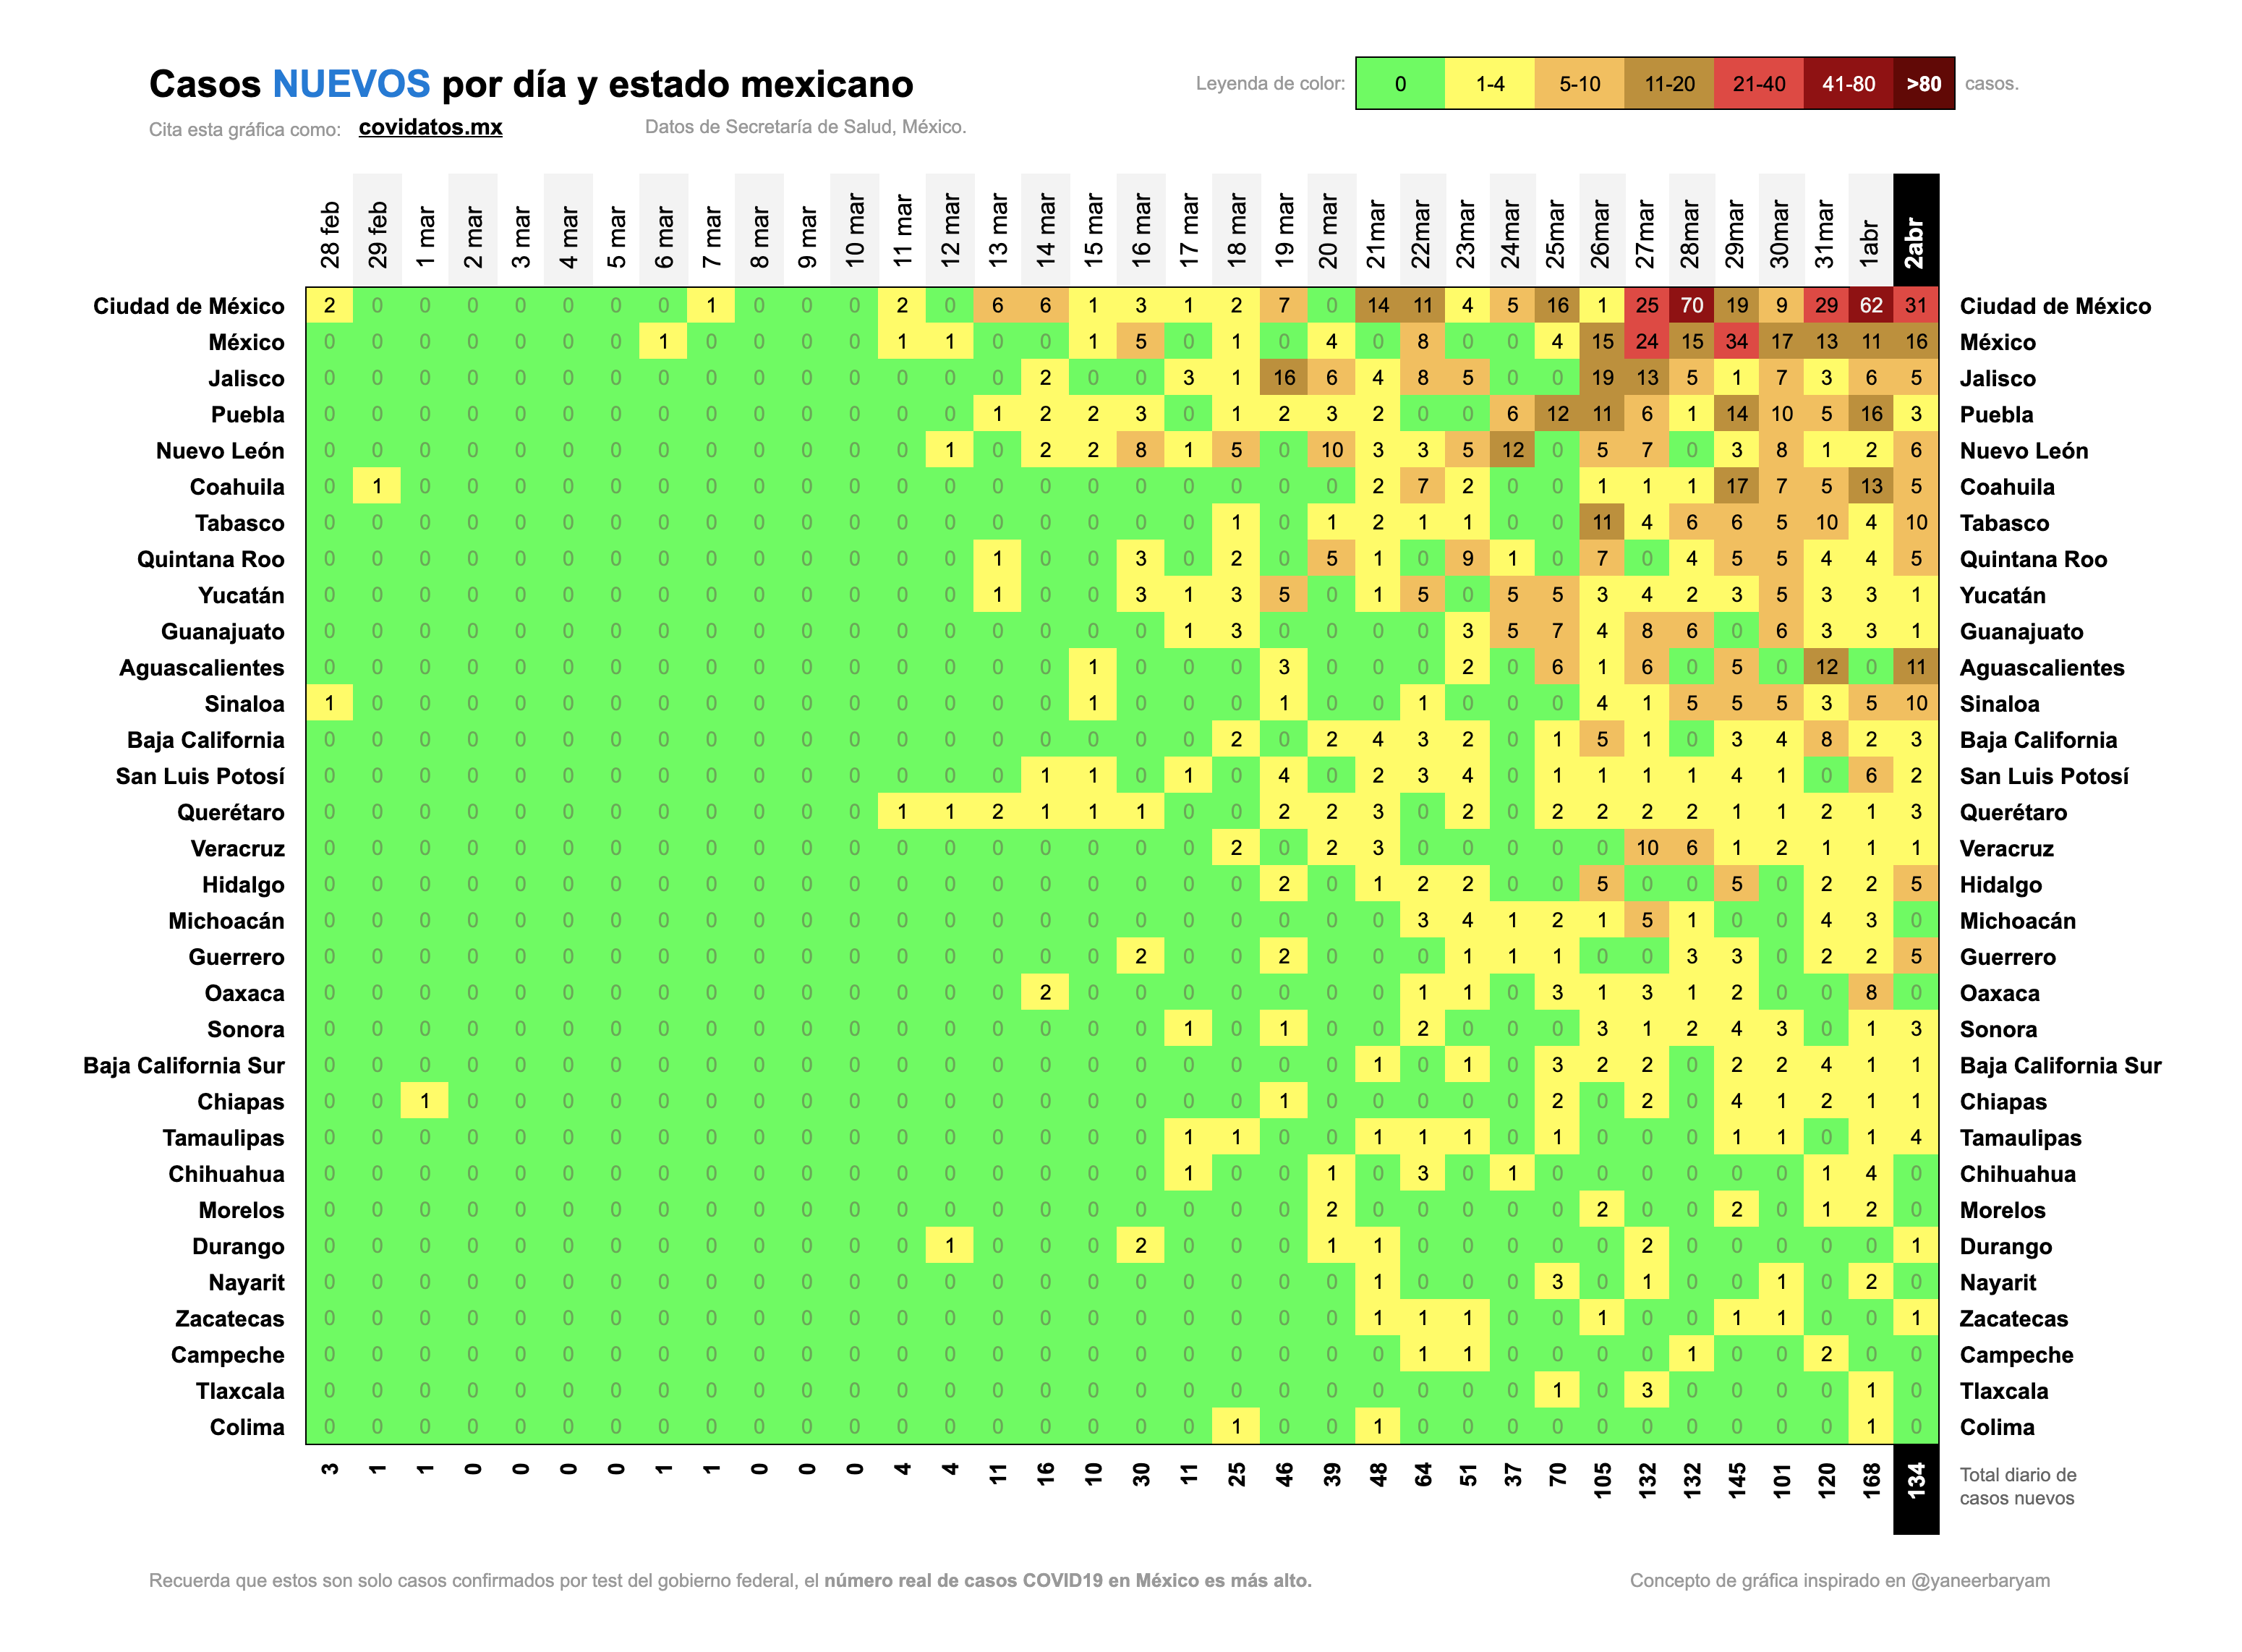 Casos NUEVOS por día y estado mexicano
Leyenda de color: 0 1-4 5-10 11-20 21-40 41-80 >80 casos.
Cita esta gráfica como: covidatos.mx Datos de Secretaría de Salud, México.
28 feb 29 feb 1 mar 2 mar 3 mar 4 mar 5 mar 6 mar 7 mar 8 mar 9 mar 10 mar 11 mar 12 mar 13 mar 14 mar 15 mar 16 mar 17 mar 18 mar 19 mar 20 mar 21mar 22mar 23mar 24mar 25mar 26mar 27mar 28mar 29mar 30mar 31mar 1abr 2abr
Ciudad de México 2 0 0 0 0 0 0 0 1 0 0 0 2 0 6 6 1 3 1 2 7 0 14 11 4 5 16 1 25 70 19 9 29 62 31 Ciudad de México
México 0 0 0 0 0 0 0 1 0 0 0 0 1 1 0 0 1 5 0 1 0 4 0 8 0 0 4 15 24 15 34 17 13 11 16 México
Jalisco 0 0 0 0 0 0 0 0 0 0 0 0 0 0 0 2 0 0 3 1 16 6 4 8 5 0 0 19 13 5 1 7 3 6 5 Jalisco
Puebla 0 0 0 0 0 0 0 0 0 0 0 0 0 0 1 2 2 3 0 1 2 3 2 0 0 6 12 11 6 1 14 10 5 16 3 Puebla
Nuevo León 0 0 0 0 0 0 0 0 0 0 0 0 0 1 0 2 2 8 1 5 0 10 3 3 5 12 0 5 7 0 3 8 1 2 6 Nuevo León
Coahuila 0 1 0 0 0 0 0 0 0 0 0 0 0 0 0 0 0 0 0 0 0 0 2 7 2 0 0 1 1 1 17 7 5 13 5 Coahuila
Tabasco 0 0 0 0 0 0 0 0 0 0 0 0 0 0 0 0 0 0 0 1 0 1 2 1 1 0 0 11 4 6 6 5 10 4 10 Tabasco
Quintana Roo 0 0 0 0 0 0 0 0 0 0 0 0 0 0 1 0 0 3 0 2 0 5 1 0 9 1 0 7 0 4 5 5 4 4 5 Quintana Roo
Yucatán 0 0 0 0 0 0 0 0 0 0 0 0 0 0 1 0 0 3 1 3 5 0 1 5 0 5 5 3 4 2 3 5 3 3 1 Yucatán
Guanajuato 0 0 0 0 0 0 0 0 0 0 0 0 0 0 0 0 0 0 1 3 0 0 0 0 3 5 7 4 8 6 0 6 3 3 1 Guanajuato
Aguascalientes 0 0 0 0 0 0 0 0 0 0 0 0 0 0 0 0 1 0 0 0 3 0 0 0 2 0 6 1 6 0 5 0 12 0 11 Aguascalientes
Sinaloa 1 0 0 0 0 0 0 0 0 0 0 0 0 0 0 0 1 0 0 0 1 0 0 1 0 0 0 4 1 5 5 5 3 5 10 Sinaloa
Baja California 0 0 0 0 0 0 0 0 0 0 0 0 0 0 0 0 0 0 0 2 0 2 4 3 2 0 1 5 1 0 3 4 8 2 3 Baja California
San Luis Potosí 0 0 0 0 0 0 0 0 0 0 0 0 0 0 0 1 1 0 1 0 4 0 2 3 4 0 1 1 1 1 4 1 0 6 2 San Luis Potosí
Querétaro 0 0 0 0 0 0 0 0 0 0 0 0 1 1 2 1 1 1 0 0 2 2 3 0 2 0 2 2 2 2 1 1 2 1 3 Querétaro
Veracruz 0 0 0 0 0 0 0 0 0 0 0 0 0 0 0 0 0 0 0 2 0 2 3 0 0 0 0 0 10 6 1 2 1 1 1 Veracruz
Hidalgo 0 0 0 0 0 0 0 0 0 0 0 0 0 0 0 0 0 0 0 0 2 0 1 2 2 0 0 5 0 0 5 0 2 2 5 Hidalgo
Michoacán 0 0 0 0 0 0 0 0 0 0 0 0 0 0 0 0 0 0 0 0 0 0 0 3 4 1 2 1 5 1 0 0 4 3 0 Michoacán
Guerrero 0 0 0 0 0 0 0 0 0 0 0 0 0 0 0 0 0 2 0 0 2 0 0 0 1 1 1 0 0 3 3 0 2 2 5 Guerrero
Oaxaca 0 0 0 0 0 0 0 0 0 0 0 0 0 0 0 2 0 0 0 0 0 0 0 1 1 0 3 1 3 1 2 0 0 8 0 Oaxaca
Sonora 0 0 0 0 0 0 0 0 0 0 0 0 0 0 0 0 0 0 1 0 1 0 0 2 0 0 0 3 1 2 4 3 0 1 3 Sonora
Baja California Sur 0 0 0 0 0 0 0 0 0 0 0 0 0 0 0 0 0 0 0 0 0 0 1 0 1 0 3 2 2 0 2 2 4 1 1 Baja California Sur
Chiapas 0 0 1 0 0 0 0 0 0 0 0 0 0 0 0 0 0 0 0 0 1 0 0 0 0 0 2 0 2 0 4 1 2 1 1 Chiapas
Tamaulipas 0 0 0 0 0 0 0 0 0 0 0 0 0 0 0 0 0 0 1 1 0 0 1 1 1 0 1 0 0 0 1 1 0 1 4 Tamaulipas
Chihuahua 0 0 0 0 0 0 0 0 0 0 0 0 0 0 0 0 0 0 1 0 0 1 0 3 0 1 0 0 0 0 0 0 1 4 0 Chihuahua
Morelos 0 0 0 0 0 0 0 0 0 0 0 0 0 0 0 0 0 0 0 0 0 2 0 0 0 0 0 2 0 0 2 0 1 2 0 Morelos
Durango 0 0 0 0 0 0 0 0 0 0 0 0 0 1 0 0 0 2 0 0 0 1 1 0 0 0 0 0 2 0 0 0 0 0 1 Durango
Nayarit 0 0 0 0 0 0 0 0 0 0 0 0 0 0 0 0 0 0 0 0 0 0 1 0 0 0 3 0 1 0 0 1 0 2 0 Nayarit
Zacatecas 0 0 0 0 0 0 0 0 0 0 0 0 0 0 0 0 0 0 0 0 0 0 1 1 1 0 0 1 0 0 1 1 0 0 1 Zacatecas
Campeche 0 0 0 0 0 0 0 0 0 0 0 0 0 0 0 0 0 0 0 0 0 0 0 1 1 0 0 0 0 1 0 0 2 0 0 Campeche
Tlaxcala 0 0 0 0 0 0 0 0 0 0 0 0 0 0 0 0 0 0 0 0 0 0 0 0 0 0 1 0 3 0 0 0 0 1 0 Tlaxcala
Colima 0 0 0 0 0 0 0 0 0 0 0 0 0 0 0 0 0 0 0 1 0 0 1 0 0 0 0 0 0 0 0 0 0 1 0 Colima
3 1 1 0 0 0 0 1 1 0 0 0 4 4 11 16 10 30 11 25 46 39 48 64 51 37 70 105 132 132 145 101 120 168 134 Total diario de
casos nuevos
Recuerda que estos son solo casos confirmados por test del gobierno federal, el número real de casos COVID19 en México es más alto. Concepto de gráfica inspirado en @yaneerbaryam